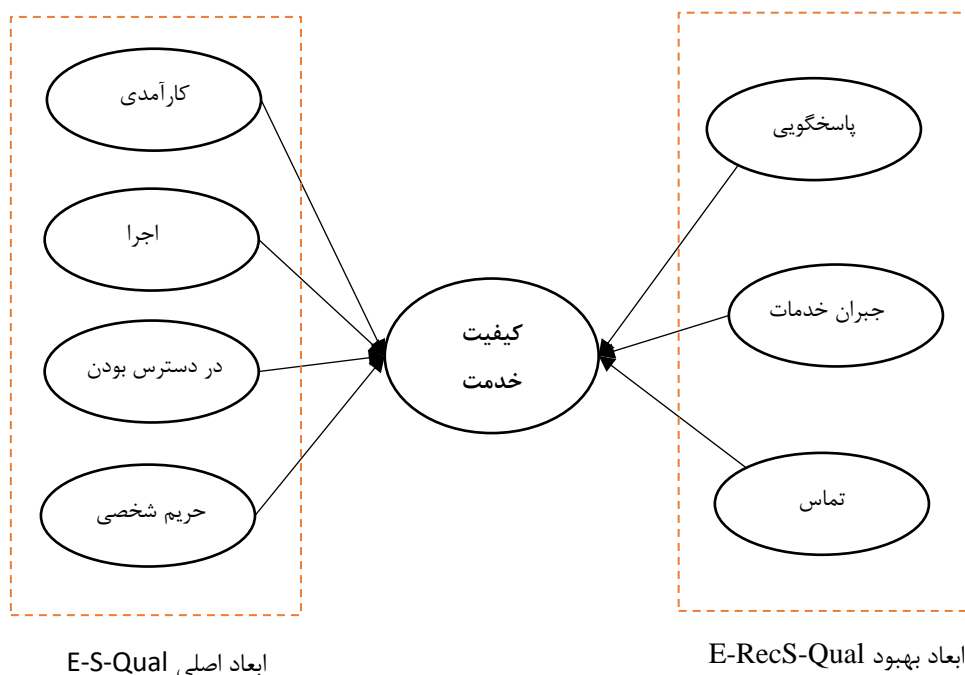 کارآمدی
اجرا
در دسترس بودن
حریم شخصی
کیفیت
خدمت
پاسخگویی
جبران خدمات
تماس
ابعاد اصلی E-S-Qual
ابعاد بهبود E-RecS-Qual